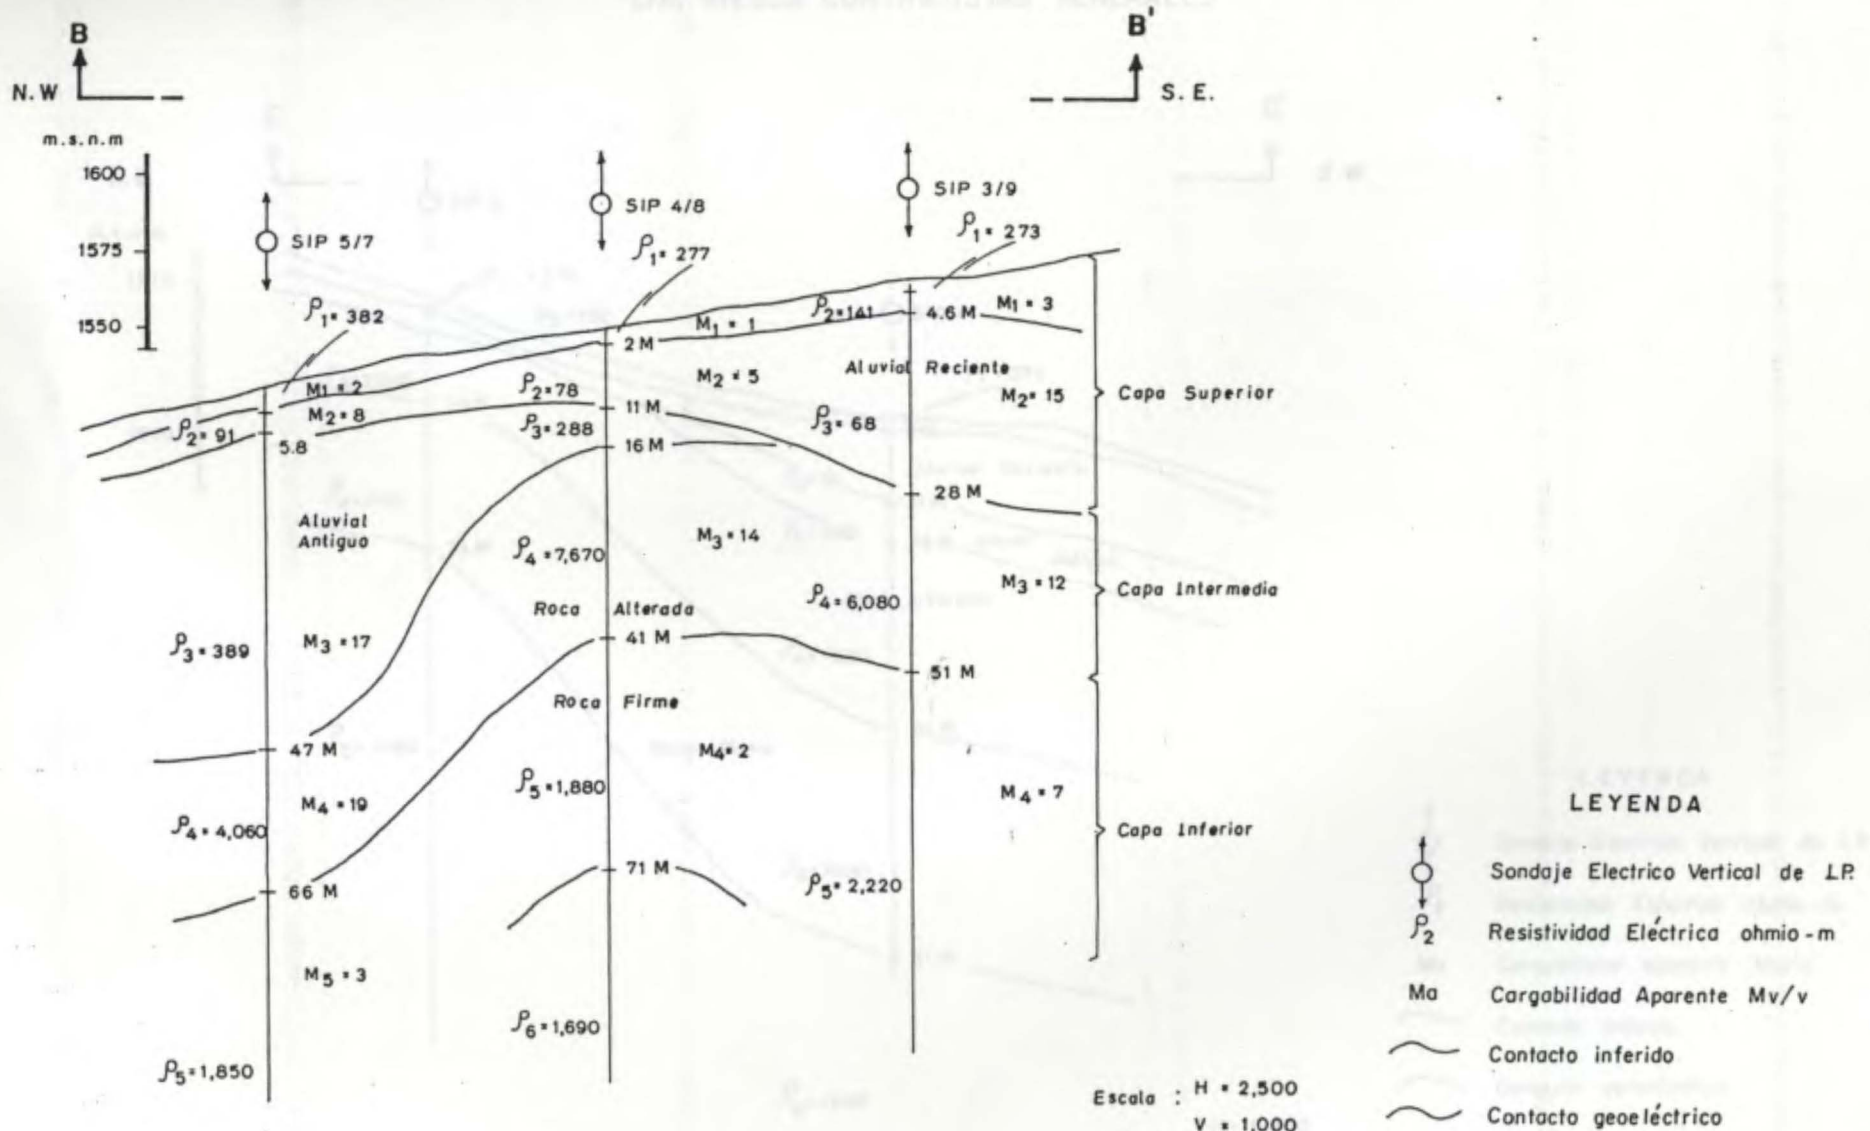 B
B'
N.W
S.E.
m.s.n.m
1600
1575
1550
SIP 5/7
SIP 4/8
SIP 3/9
ρ1=382
ρ1=277
ρ1=273
M1=2
M2=8
ρ2=91
5.8
Aluvial
Antiguo
ρ3=389
M3=17
47 M
M4=19
ρ4=4,060
66 M
M5=3
ρ5=1,850
M1=1
2 M
ρ2=78
M2=5
11 M
ρ3=288
16 M
ρ4=7,670
M3=14
Roca Alterada
41 M
Roca Firme
M4=2
ρ5=1,880
71 M
ρ6=1,690
ρ2=141
M1=3
4.6 M
Aluvial Reciente
M2=15
ρ3=68
28 M
M3=12
ρ4=6,080
51 M
M4=7
ρ5=2,220
Capa Superior
Capa Intermedia
Capa Inferior
Escala : H = 2,500
V = 1,000
LEYENDA
Sondaje Electrico Vertical de I.P.
ρ2 Resistividad Eléctrica ohmio-m
Ma Cargabilidad Aparente Mv/v
Contacto inferido
Contacto geoeléctrico